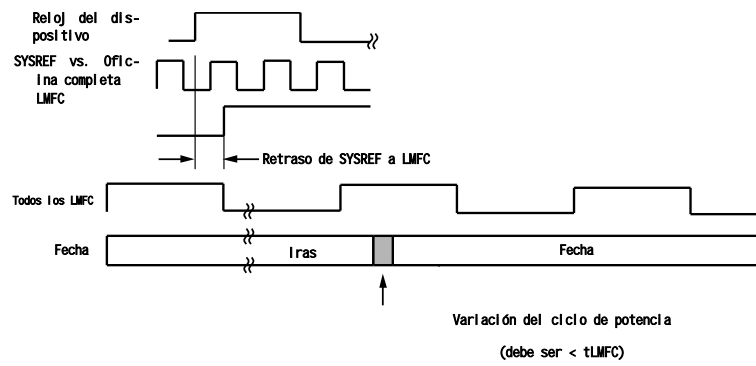 Reloj del dis-
positivo
SYSREF vs. Ofic-
ina completa
LMFC
Retraso de SYSREF a LMFC
Todos los LMFC
Fecha
Iras
Fecha
Variación del ciclo de potencia
(debe ser < tLMFC)